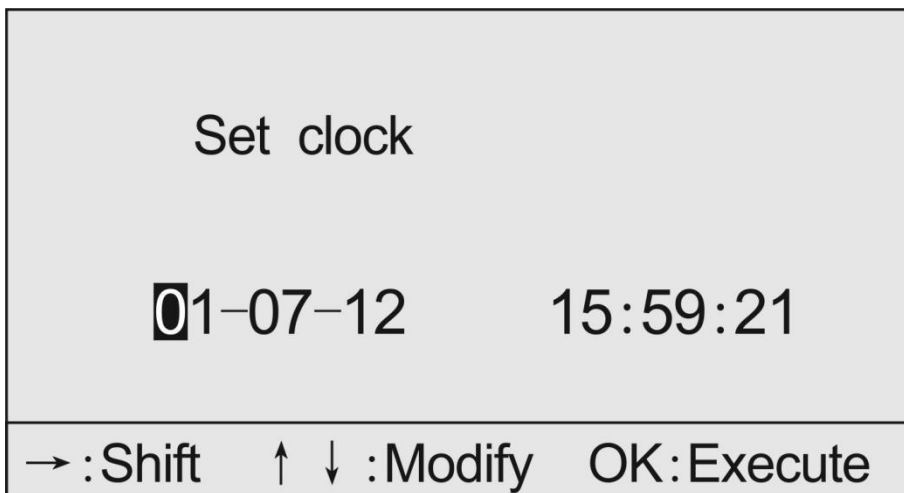 Set clock
01-07-12 15:59:21
→:Shift ↑ ↓ :Modify OK:Execute